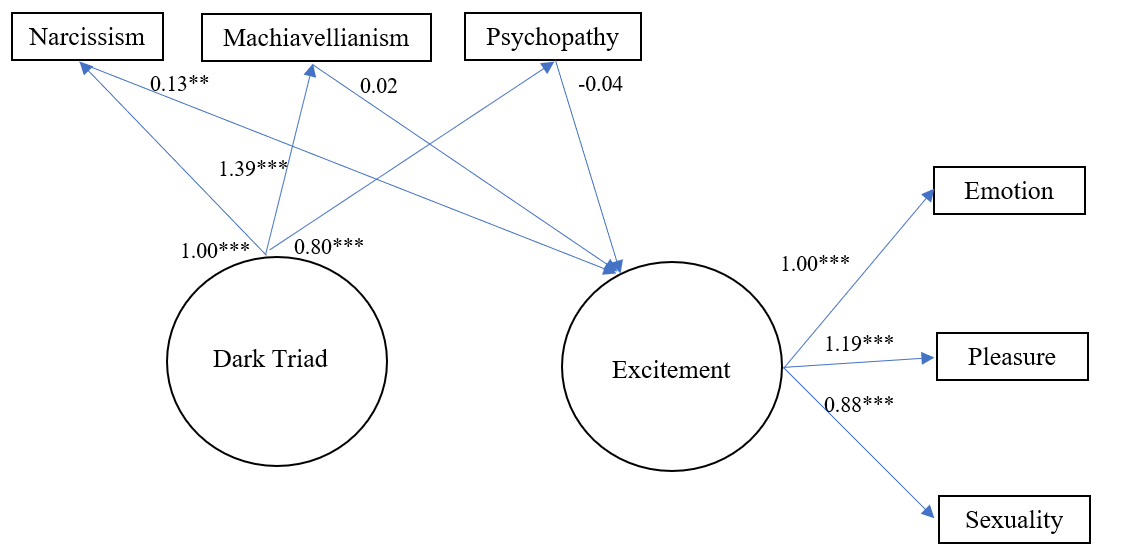 Narcissism
Machiavellianism
Psychopathy
0.13**
0.02
-0.04
1.39***
Emotion
1.00***
0.80***
1.00***
Dark Triad
Excitement
1.19***
Pleasure
0.88***
Sexuality